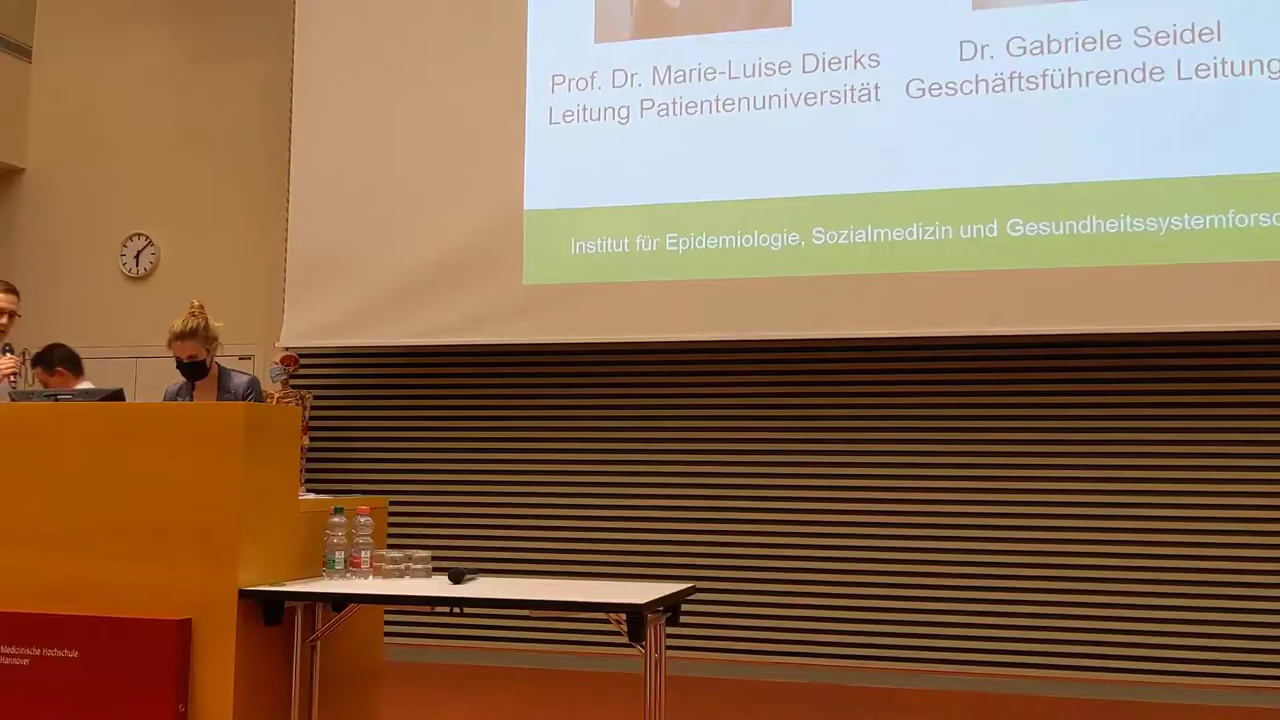 Prof. Dr. Marie-Luise Dierks
Leitung Patientenuniversität
Dr. Gabriele Seidel
Geschäftsführende Leitung
Institut für Epidemiologie, Sozialmedizin und Gesundheitssystemforsc
Medizinische Hochschule
Hannover